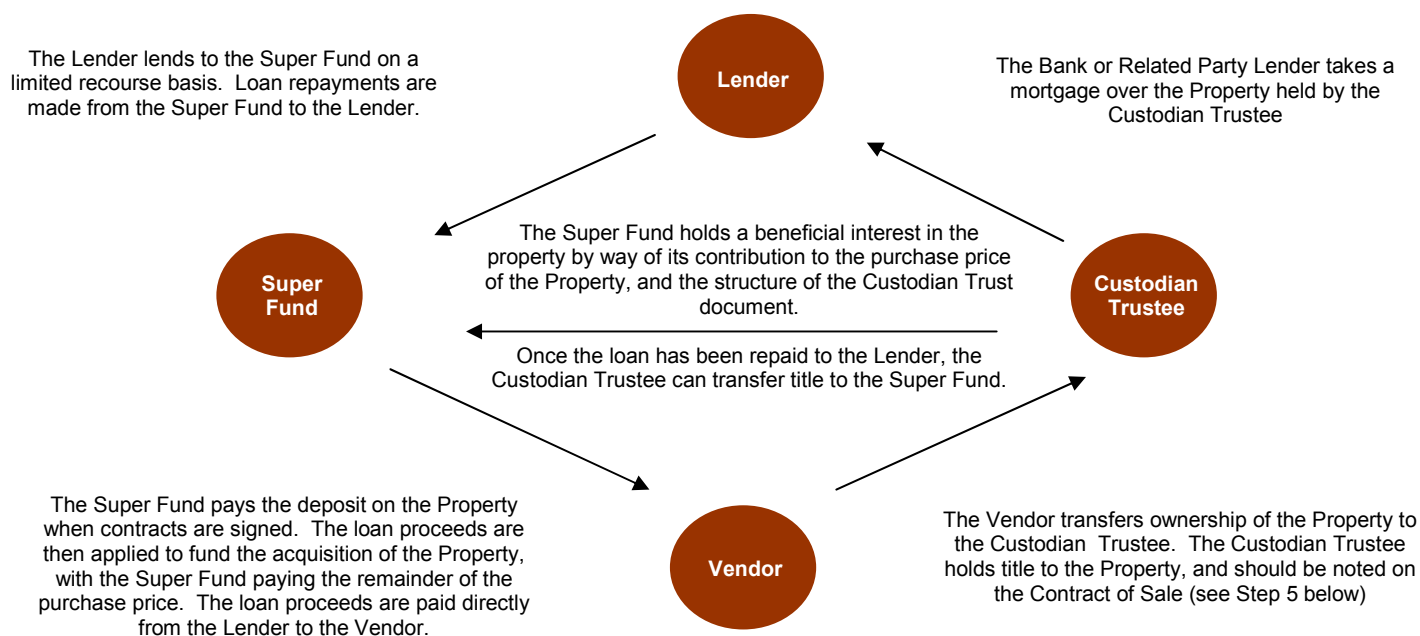 The Lender lends to the Super Fund on a
limited recourse basis. Loan repayments are
made from the Super Fund to the Lender.
Lender
The Bank or Related Party Lender takes a
mortgage over the Property held by the
Custodian Trustee
Super
Fund
The Super Fund holds a beneficial interest in the
property by way of its contribution to the purchase price
of the Property, and the structure of the Custodian Trust
document.
Once the loan has been repaid to the Lender, the
Custodian Trustee can transfer title to the Super Fund.
Custodian
Trustee
The Super Fund pays the deposit on the Property
when contracts are signed. The loan proceeds are
then applied to fund the acquisition of the Property,
with the Super Fund paying the remainder of the
purchase price. The loan proceeds are paid directly
from the Lender to the Vendor.
Vendor
The Vendor transfers ownership of the Property to
the Custodian Trustee. The Custodian Trustee
holds title to the Property, and should be noted on
the Contract of Sale (see Step 5 below)